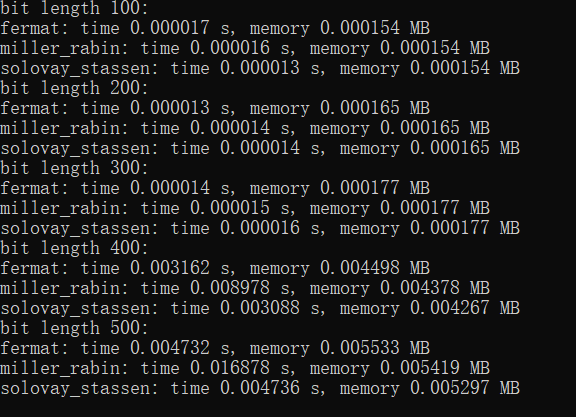 bit length 100:
fermat: time 0.000017 s, memory 0.000154 MB
miller_rabin: time 0.000016 s, memory 0.000154 MB
solovay_stassen: time 0.000013 s, memory 0.000154 MB
bit length 200:
fermat: time 0.000013 s, memory 0.000165 MB
miller_rabin: time 0.000014 s, memory 0.000165 MB
solovay_stassen: time 0.000014 s, memory 0.000165 MB
bit length 300:
fermat: time 0.000014 s, memory 0.000177 MB
miller_rabin: time 0.000015 s, memory 0.000177 MB
solovay_stassen: time 0.000016 s, memory 0.000177 MB
bit length 400:
fermat: time 0.003162 s, memory 0.004498 MB
miller_rabin: time 0.008978 s, memory 0.004378 MB
solovay_stassen: time 0.003088 s, memory 0.004267 MB
bit length 500:
fermat: time 0.004732 s, memory 0.005533 MB
miller_rabin: time 0.016878 s, memory 0.005419 MB
solovay_stassen: time 0.004736 s, memory 0.005297 MB